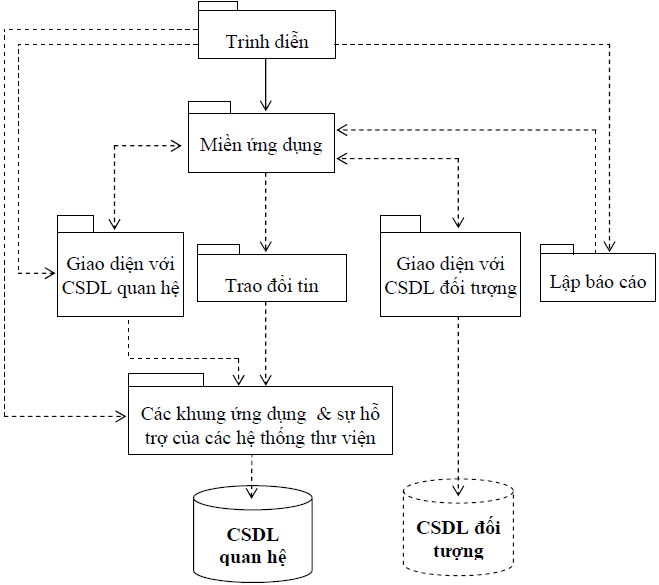 Trình diễn
Miền ứng dụng
Giao diện với
CSDL quan hệ
Trao đổi tin
Giao diện với
CSDL đối tượng
Lập báo cáo
Các khung ứng dụng & sự hỗ
trợ của các hệ thống thư viện
CSDL
quan hệ
CSDL đối
tượng